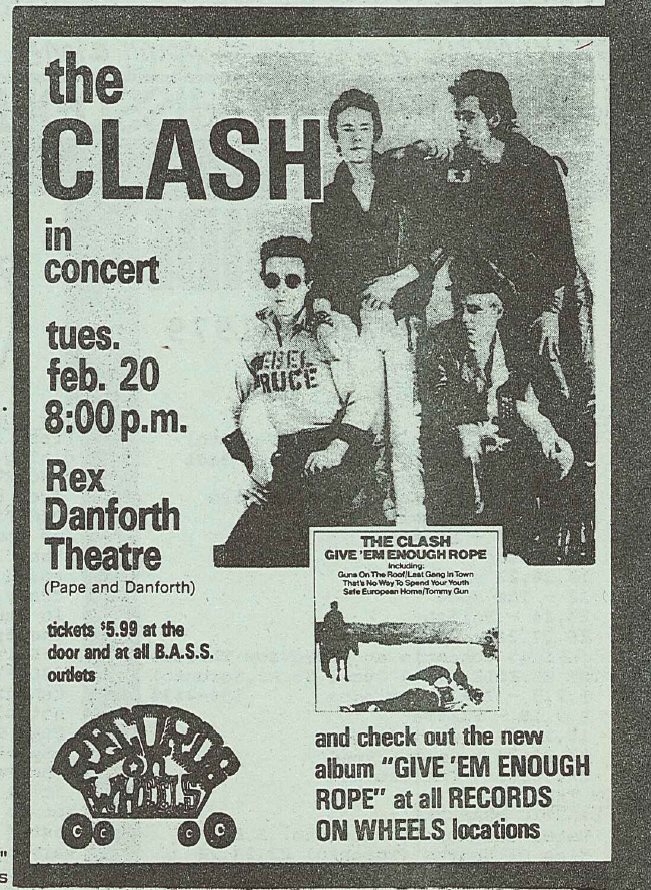 the
CLASH
in
concert
tues.
feb. 20
8:00 p.m.
Rex
Danforth
Theatre
(Pape and Danforth)
tickets $5.99 at the
door and at all B.A.S.S.
outlets
RECORDS
ON
WHEELS
REBEL
TRUCE
THE CLASH
GIVE 'EM ENOUGH ROPE
Including:
Guns On The Roof/Last Gang In Town
That's No Way To Spend Your Youth
Safe European Home/Tommy Gun
and check out the new
album "GIVE 'EM ENOUGH
ROPE" at all RECORDS
ON WHEELS locations
"
S